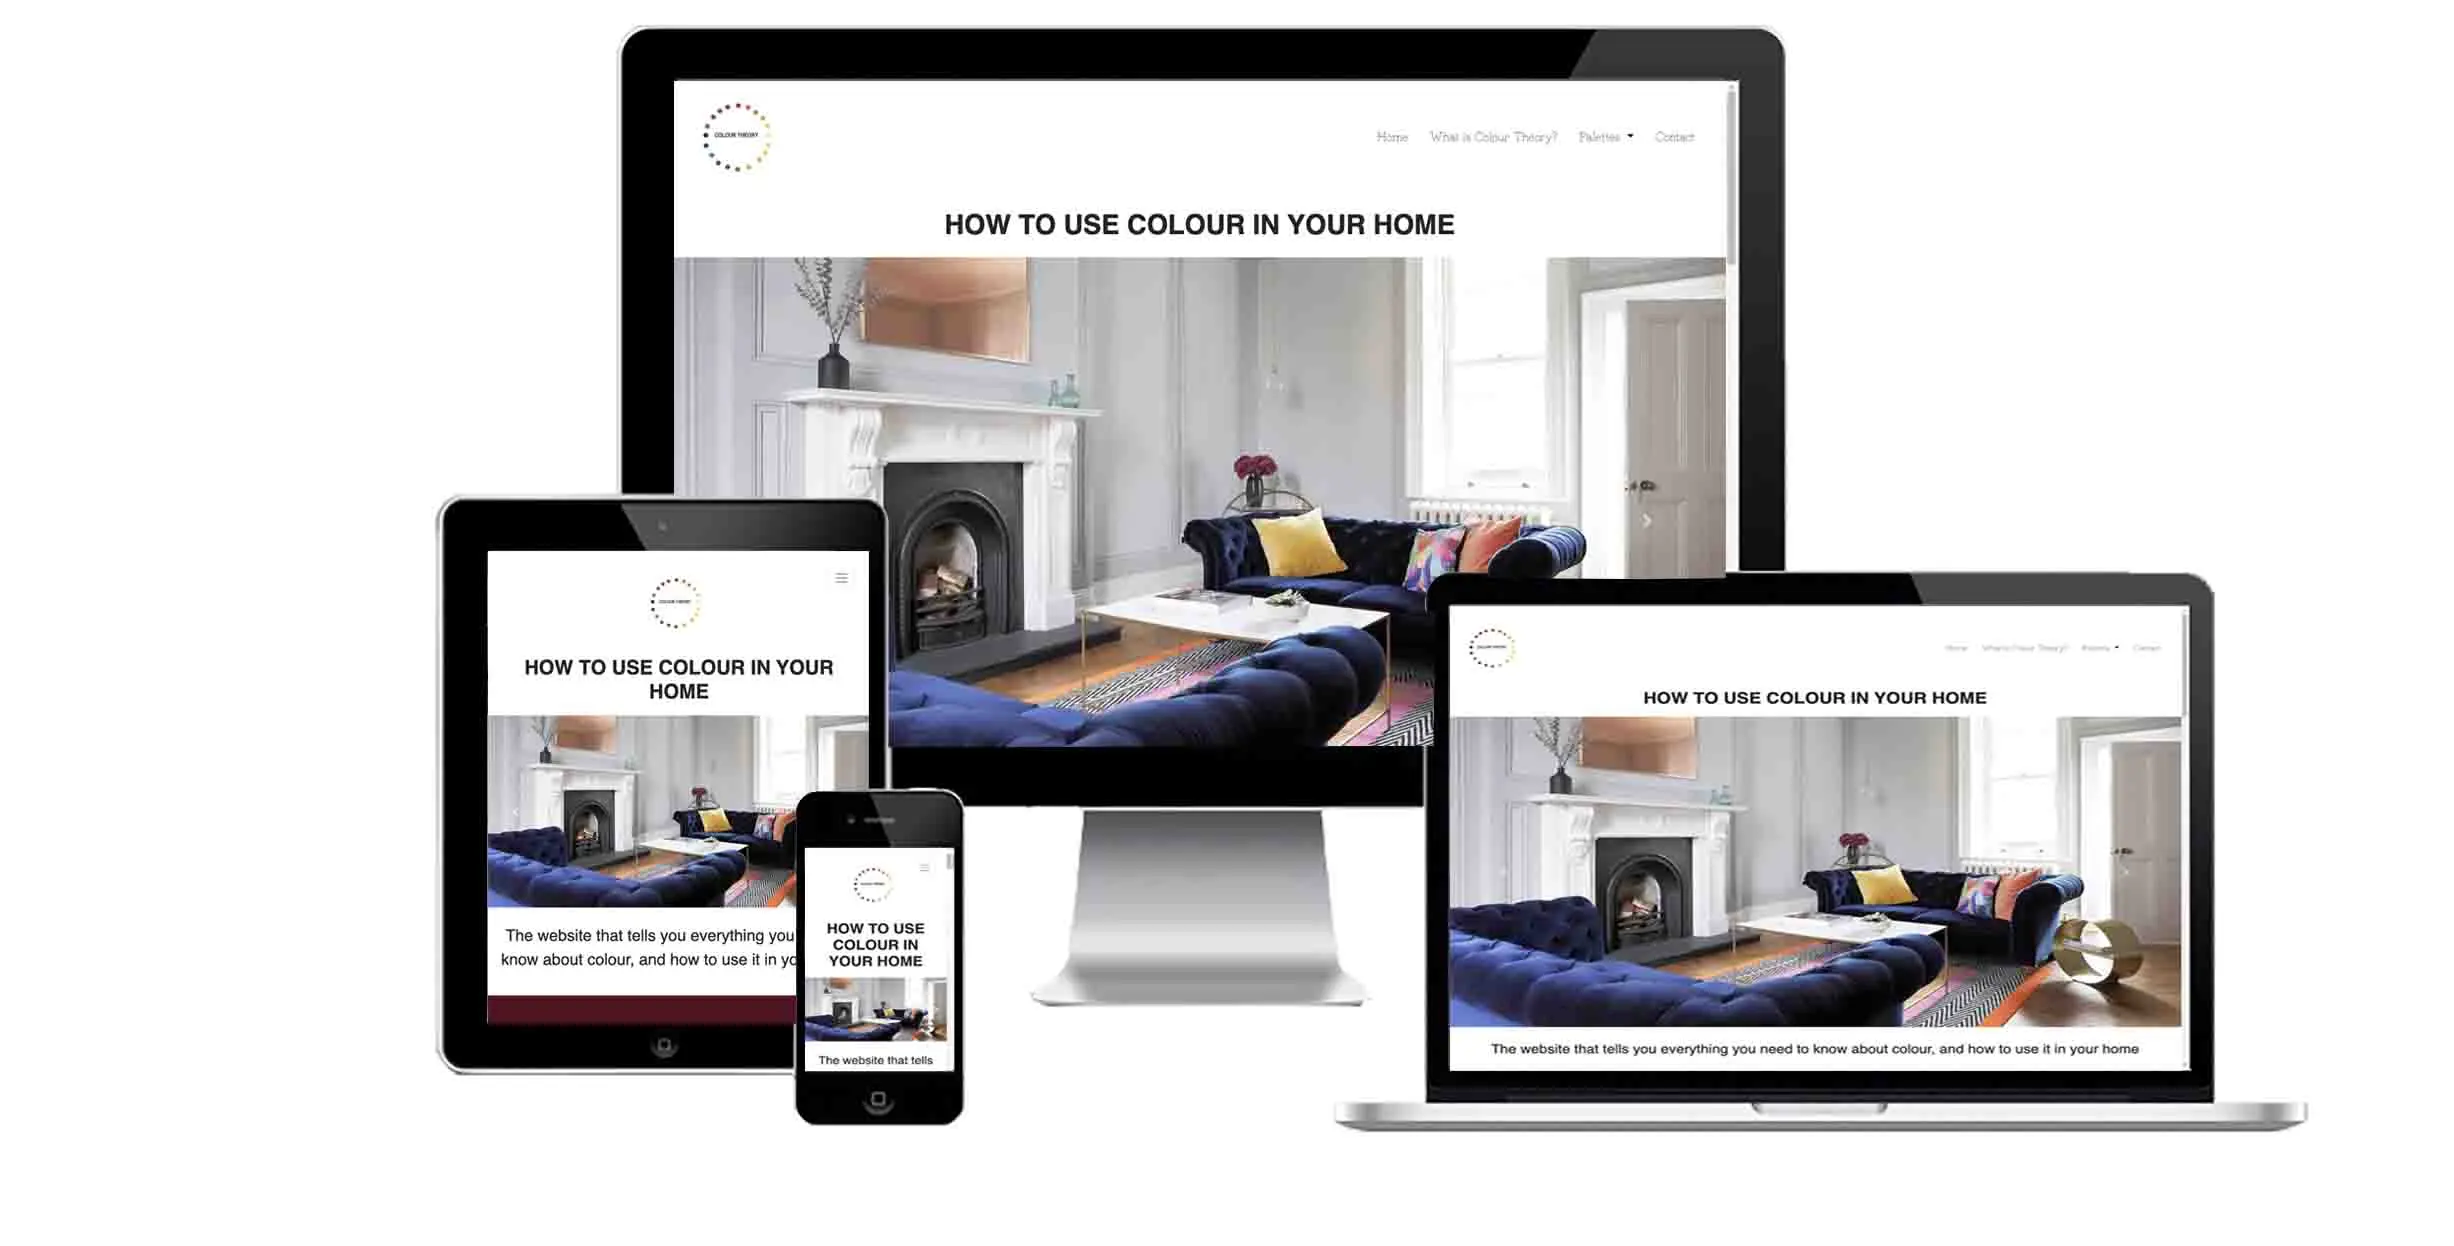 COLOUR THEORY
Home What is Colour Theory? Palettes Contact
HOW TO USE COLOUR IN YOUR HOME
COLOUR THEORY
HOW TO USE COLOUR IN YOUR
HOME
The website that tells you everything you
know about colour, and how to use it in yo
COLOUR THEORY
HOW TO USE
COLOUR IN
YOUR HOME
The website that tells
COLOUR THEORY
Home What is Colour Theory? Palettes Contact
HOW TO USE COLOUR IN YOUR HOME
The website that tells you everything you need to know about colour, and how to use it in your home